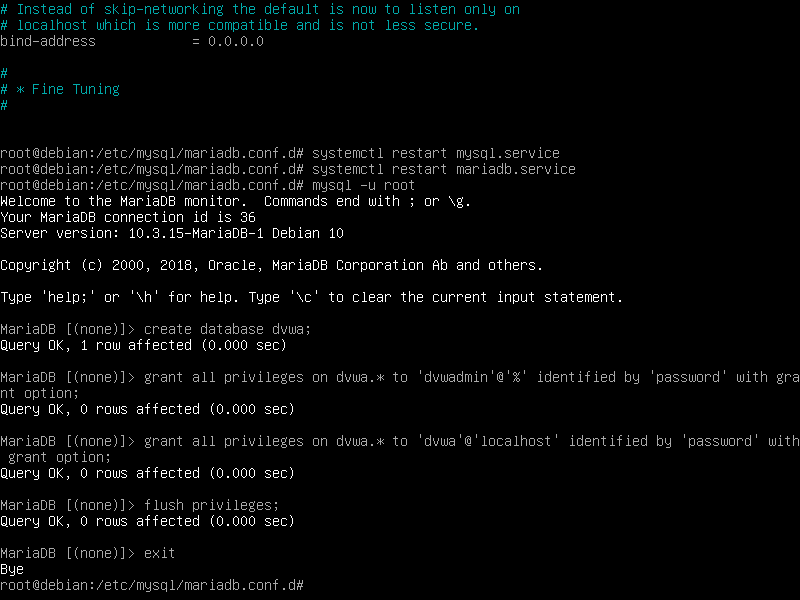 # Instead of skip-networking the default is now to listen only on
# localhost which is more compatible and is not less secure.
bind-address            = 0.0.0.0
#
# * Fine Tuning
#
root@debian:/etc/mysql/mariadb.conf.d# systemctl restart mysql.service
root@debian:/etc/mysql/mariadb.conf.d# systemctl restart mariadb.service
root@debian:/etc/mysql/mariadb.conf.d# mysql -u root
Welcome to the MariaDB monitor.  Commands end with ; or \g.
Your MariaDB connection id is 36
Server version: 10.3.15-MariaDB-1 Debian 10
Copyright (c) 2000, 2018, Oracle, MariaDB Corporation Ab and others.
Type 'help;' or '\h' for help. Type '\c' to clear the current input statement.
MariaDB [(none)]> create database dvwa;
Query OK, 1 row affected (0.000 sec)
MariaDB [(none)]> grant all privileges on dvwa.* to 'dvwadmin'@'%' identified by 'password' with gra
nt option;
Query OK, 0 rows affected (0.000 sec)
MariaDB [(none)]> grant all privileges on dvwa.* to 'dvwa'@'localhost' identified by 'password' with
 grant option;
Query OK, 0 rows affected (0.000 sec)
MariaDB [(none)]> flush privileges;
Query OK, 0 rows affected (0.000 sec)
MariaDB [(none)]> exit
Bye
root@debian:/etc/mysql/mariadb.conf.d#